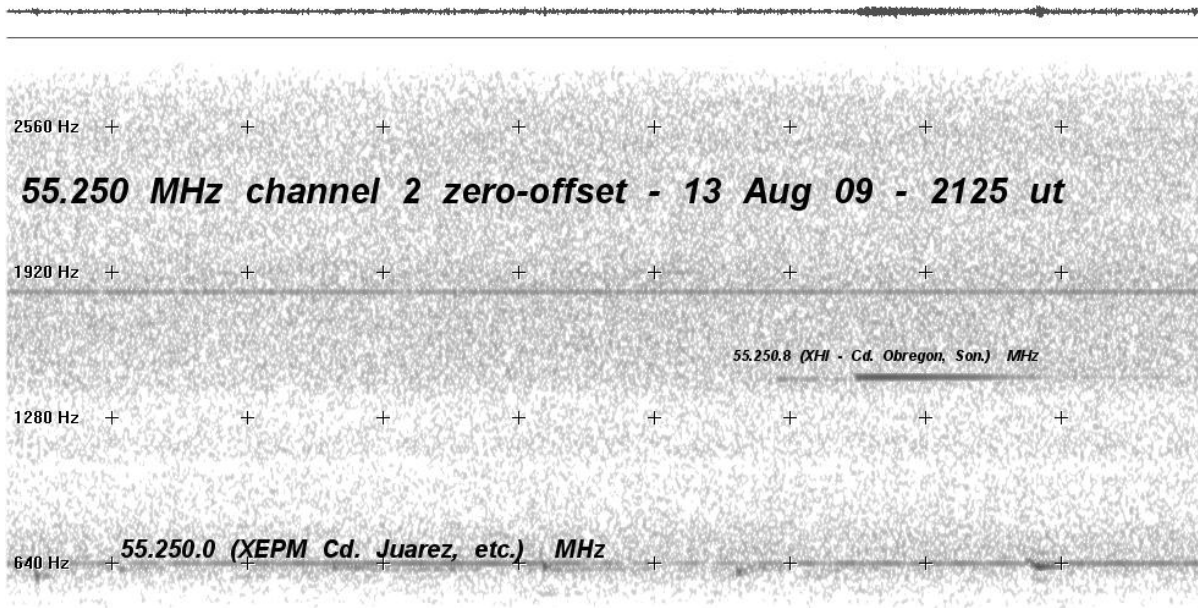 2560 Hz
55.250 MHz channel 2 zero-offset - 13 Aug 09 - 2125 ut
1920 Hz
55.250.8 (XHI - Cd. Obregon, Son.) MHz
1280 Hz
55.250.0 (XEPM Cd. Juarez, etc.) MHz
640 Hz